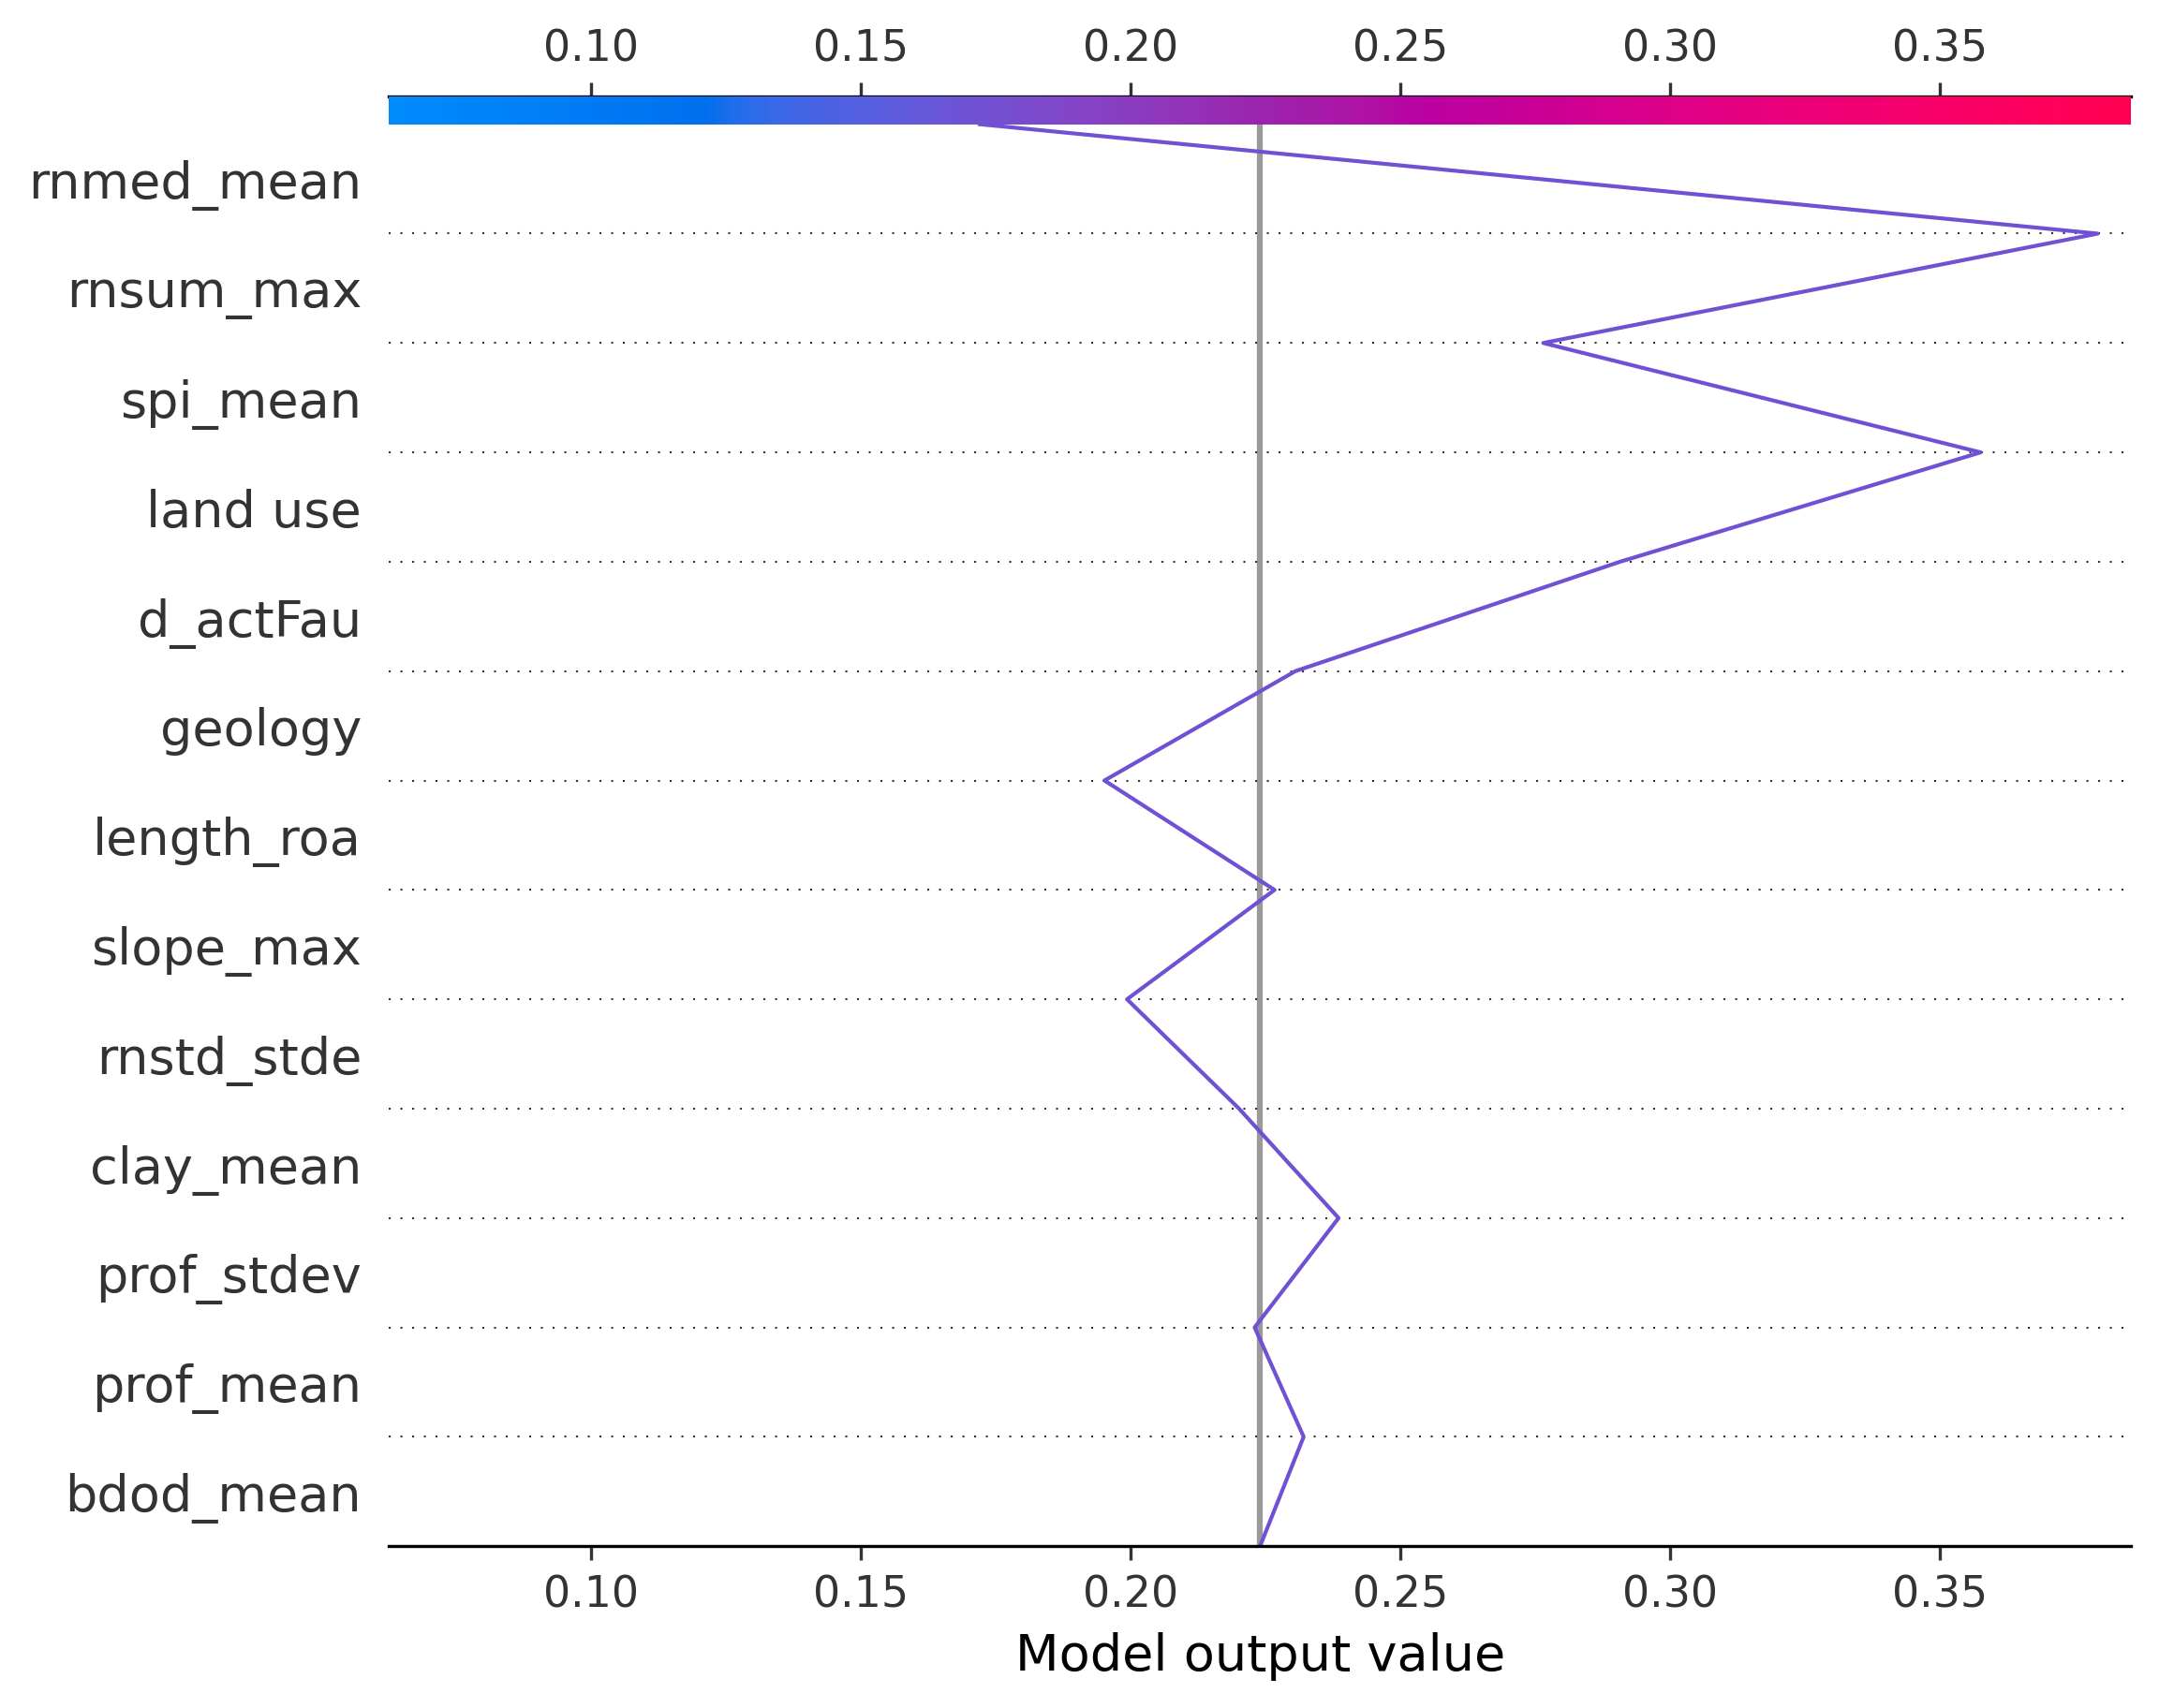 0.10 0.15 0.20 0.25 0.30 0.35
rnmed_mean
rnsum_max
spi_mean
land use
d_actFau
geology
length_roa
slope_max
rnstd_stde
clay_mean
prof_stdev
prof_mean
bdod_mean
0.10 0.15 0.20 0.25 0.30 0.35
Model output value